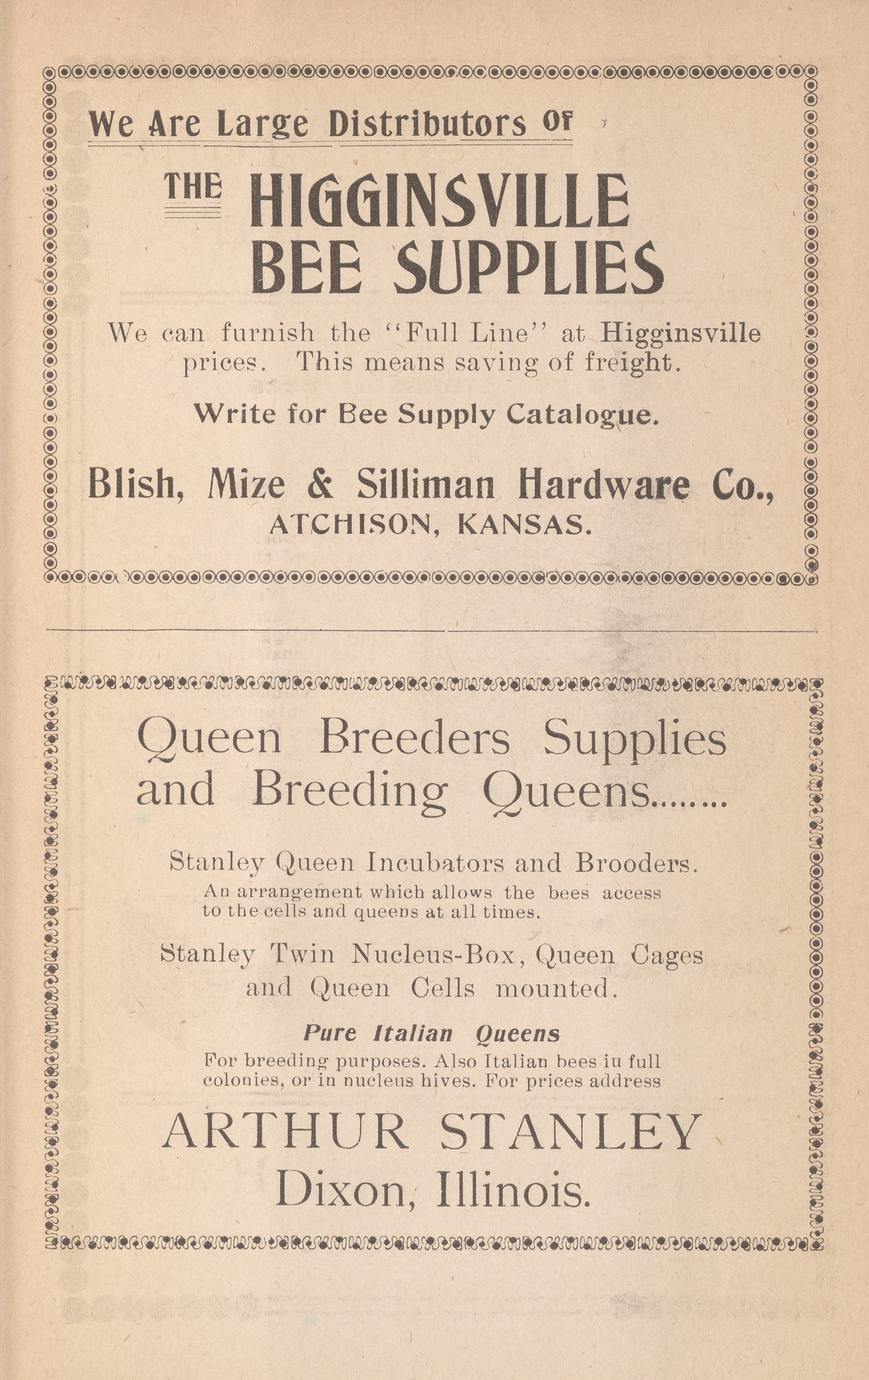 We Are Large Distributors Of
THE HIGGINSVILLE
BEE SUPPLIES
We can furnish the “Full Line” at Higginsville
prices. This means saving of freight.
Write for Bee Supply Catalogue.
Blish, Mize & Silliman Hardware Co.,
ATCHISON, KANSAS.
Queen Breeders Supplies
and Breeding Queens........
Stanley Queen Incubators and Brooders.
An arrangement which allows the bees access
to the cells and queens at all times.
Stanley Twin Nucleus-Box, Queen Cages
and Queen Cells mounted.
Pure Italian Queens
For breeding purposes. Also Italian bees in full
colonies, or in nucleus hives. For prices address
ARTHUR STANLEY
Dixon, Illinois.